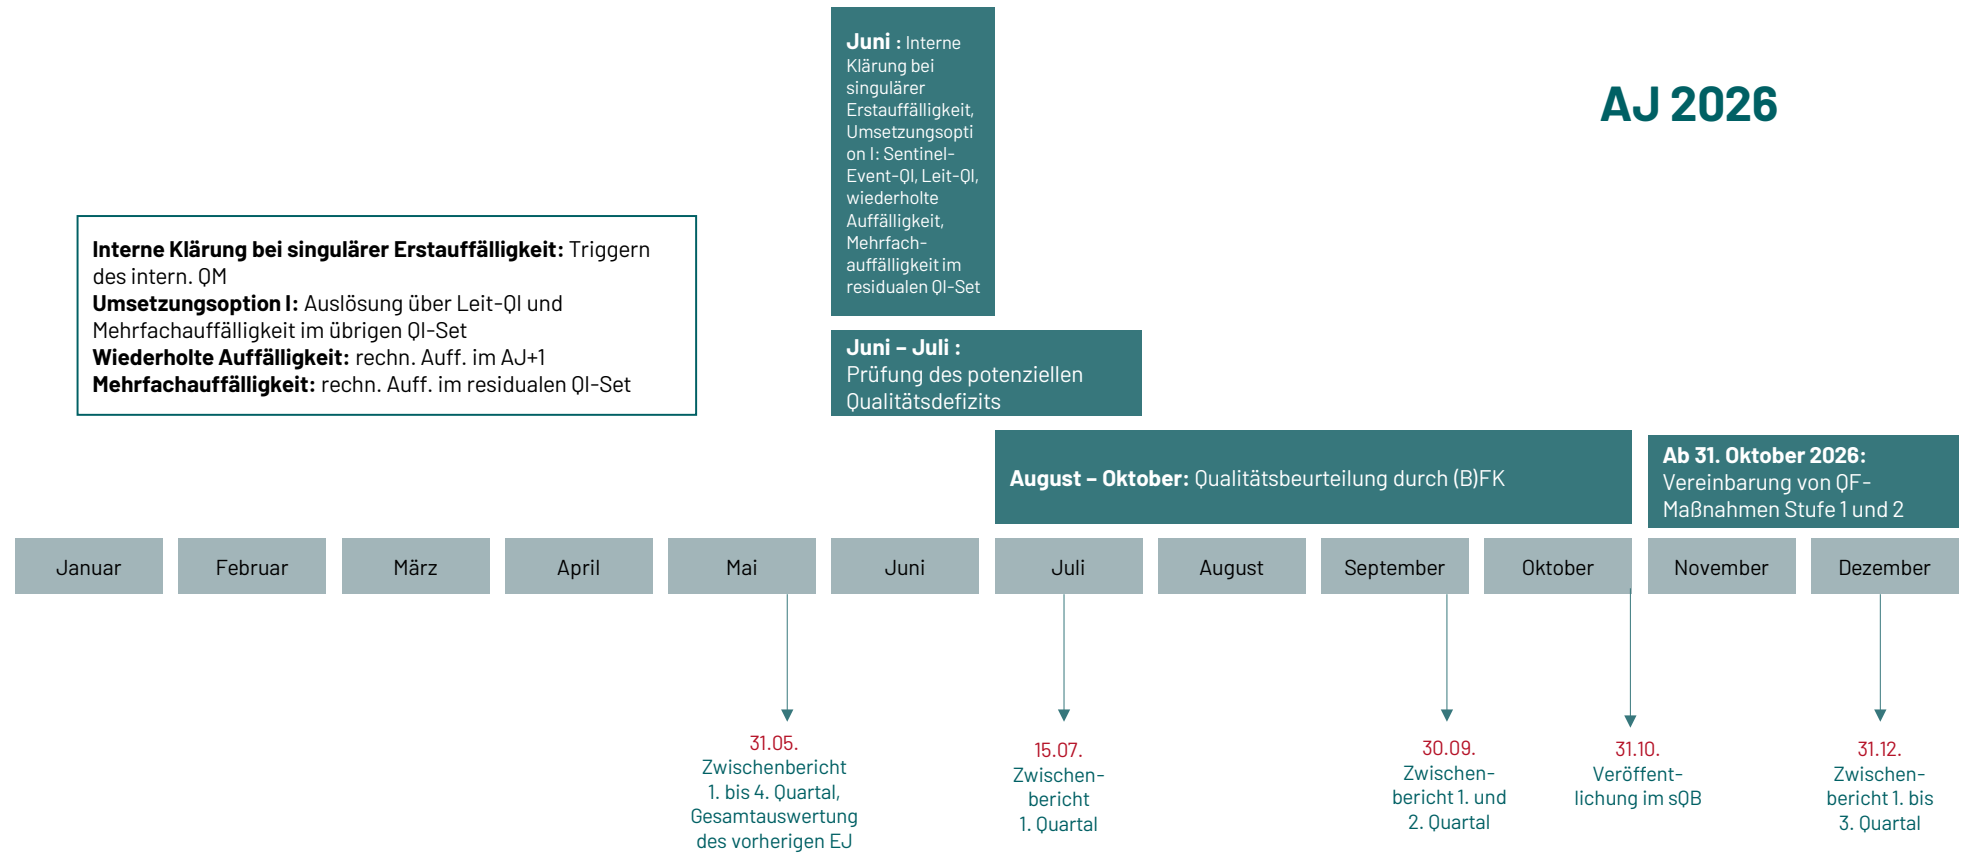 Juni : Interne
Klärung bei
singulärer
Erstauffälligkeit,
Umsetzungsopti
on I: Sentinel-
Event-QI, Leit-QI,
wiederholte
Auffälligkeit,
Mehrfach-
auffälligkeit im
residualen QI-Set
AJ 2026
Interne Klärung bei singulärer Erstauffälligkeit: Triggern
des intern. QM
Umsetzungsoption I: Auslösung über Leit-QI und
Mehrfachauffälligkeit im übrigen QI-Set
Wiederholte Auffälligkeit: rechn. Auff. im AJ+1
Mehrfachauffälligkeit: rechn. Auff. im residualen QI-Set
Juni – Juli :
Prüfung des potenziellen
Qualitätsdefizits
August – Oktober: Qualitätsbeurteilung durch (B)FK
Ab 31. Oktober 2026:
Vereinbarung von QF-
Maßnahmen Stufe 1 und 2
Januar
Februar
März
April
Mai
Juni
Juli
August
September
Oktober
November
Dezember
31.05.
Zwischenbericht
1. bis 4. Quartal,
Gesamtauswertung
des vorherigen EJ
15.07.
Zwischen-
bericht
1. Quartal
30.09.
Zwischen-
bericht 1. und
2. Quartal
31.10.
Veröffent-
lichung im sQB
31.12.
Zwischen-
bericht 1. bis
3. Quartal